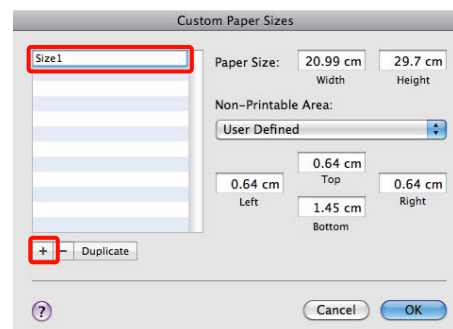 Custom Paper Sizes
Size1
Paper Size: 20.99 cm 29.7 cm
Width Height
Non-Printable Area:
User Defined
0.64 cm
Top
0.64 cm 0.64 cm
Left Right
1.45 cm
Bottom
+ − Duplicate
? Cancel OK